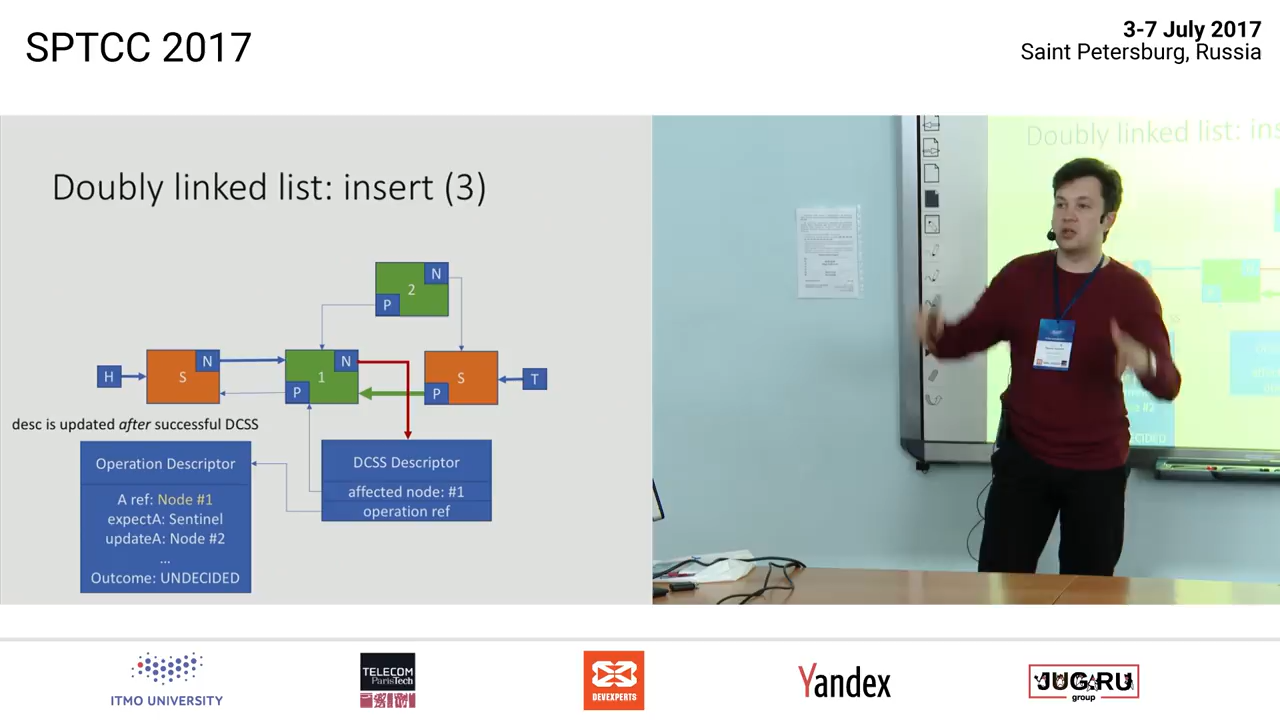 SPTCC 2017
3-7 July 2017
Saint Petersburg, Russia
Doubly linked list: insert (3)
N
2
P
H
S
N
1
N
P
S
P
T
desc is updated after successful DCSS
Operation Descriptor
A ref: Node #1
expectA: Sentinel
updateA: Node #2
...
Outcome: UNDECIDED
DCSS Descriptor
affected node: #1
operation ref
Doubly linked list: ins
ITMO UNIVERSITY
TELECOM
ParisTech
DEVEXPERTS
Yandex
JUG.RU
group